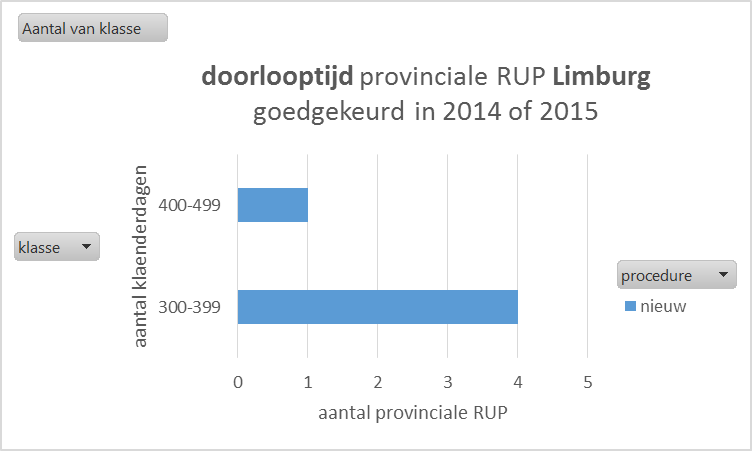 Aantal van klasse
doorlooptijd provinciale RUP Limburg
goedgekeurd in 2014 of 2015
aantal klaenderdagen
400-499
300-399
klasse
procedure
nieuw
0 1 2 3 4 5
aantal provinciale RUP